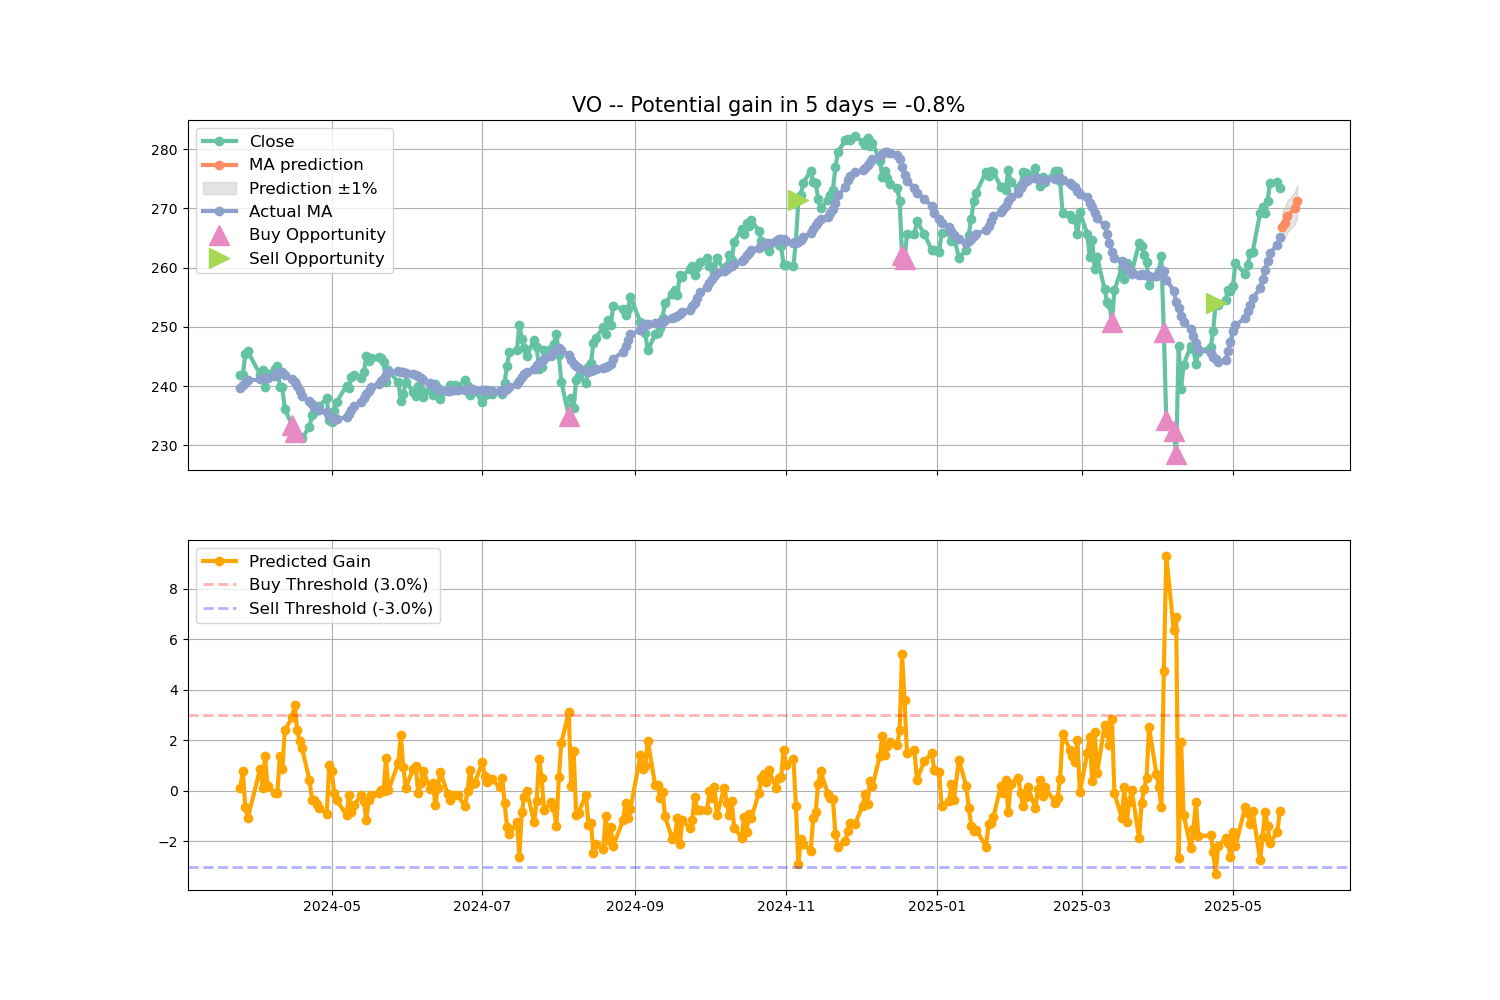 VO -- Potential gain in 5 days = -0.8%
Close
MA prediction
Prediction ±1%
Actual MA
Buy Opportunity
Sell Opportunity
280
270
260
250
240
230
Predicted Gain
Buy Threshold (3.0%)
Sell Threshold (-3.0%)
8
6
4
2
0
−2
2024-05
2024-07
2024-09
2024-11
2025-01
2025-03
2025-05